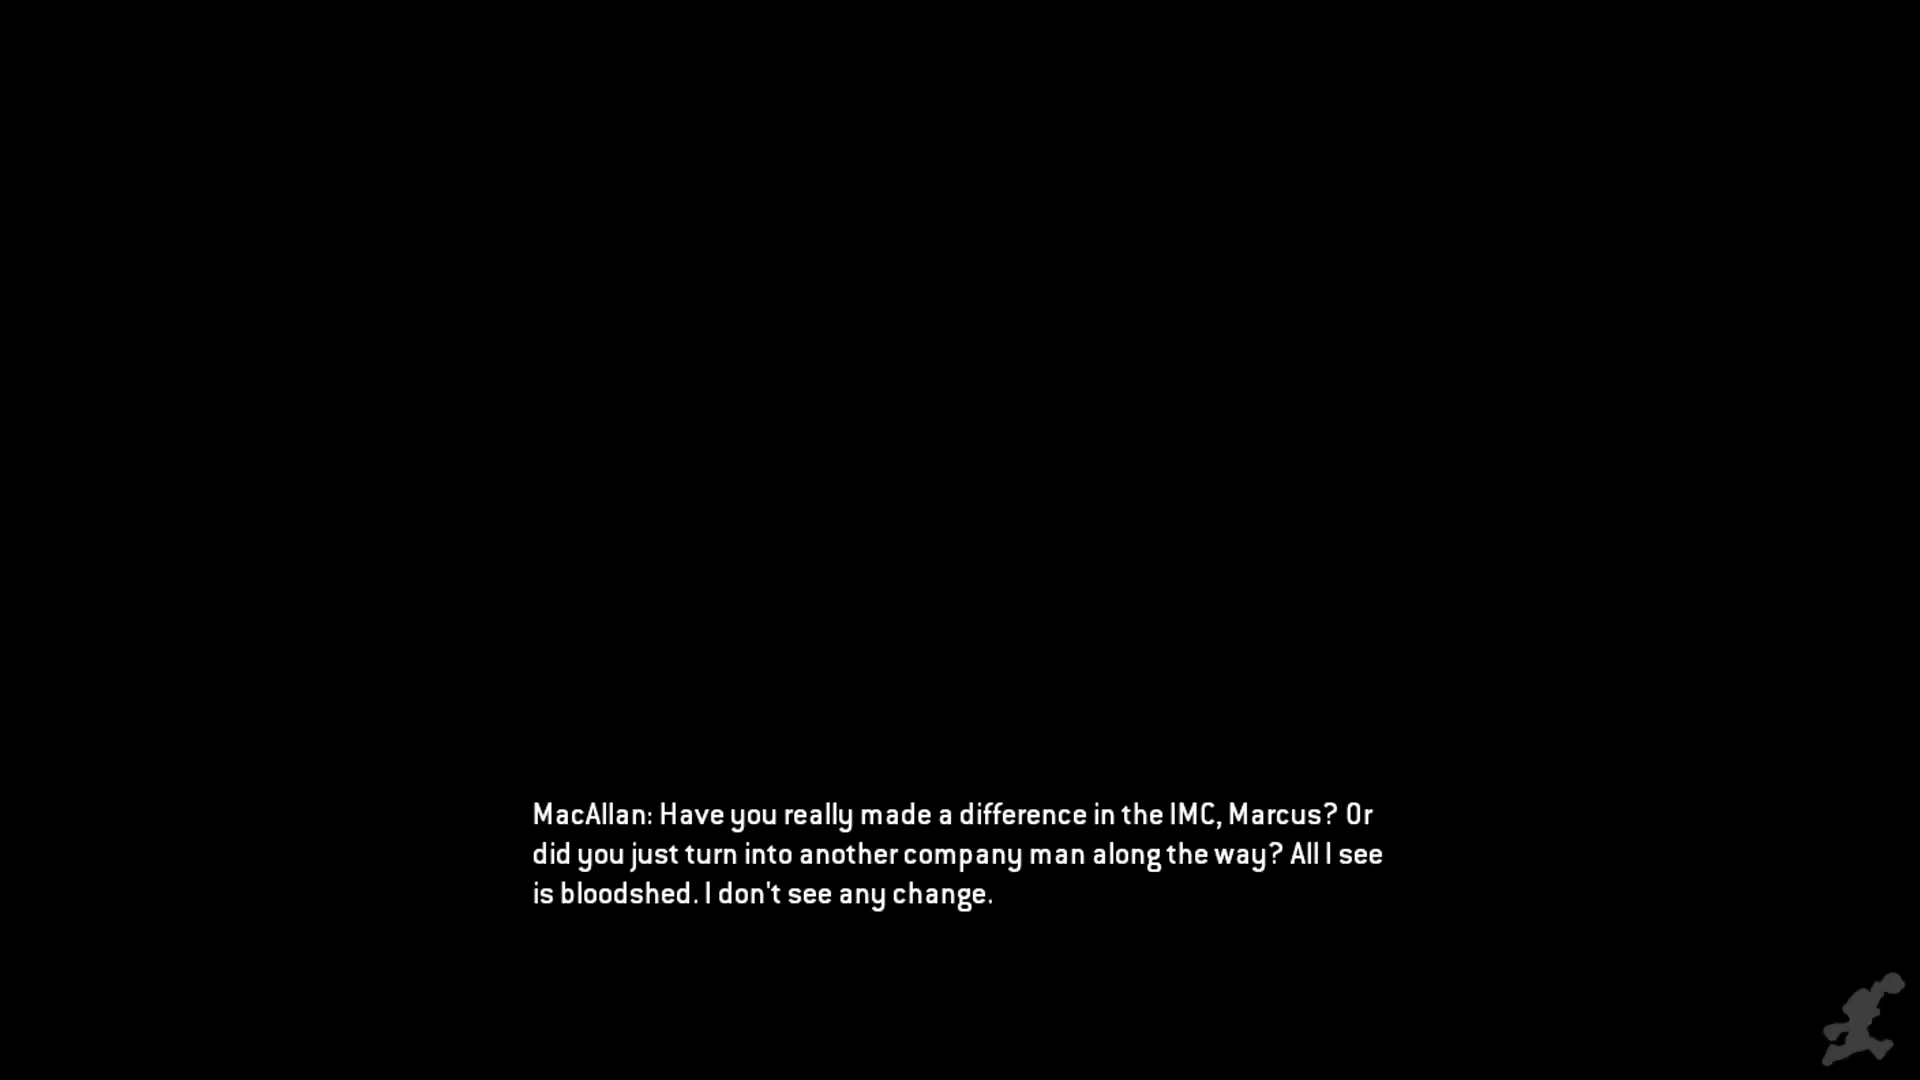 MacAllan: Have you really made a difference in the IMC, Marcus? Or
did you just turn into another company man along the way? All I see
is bloodshed. I don't see any change.